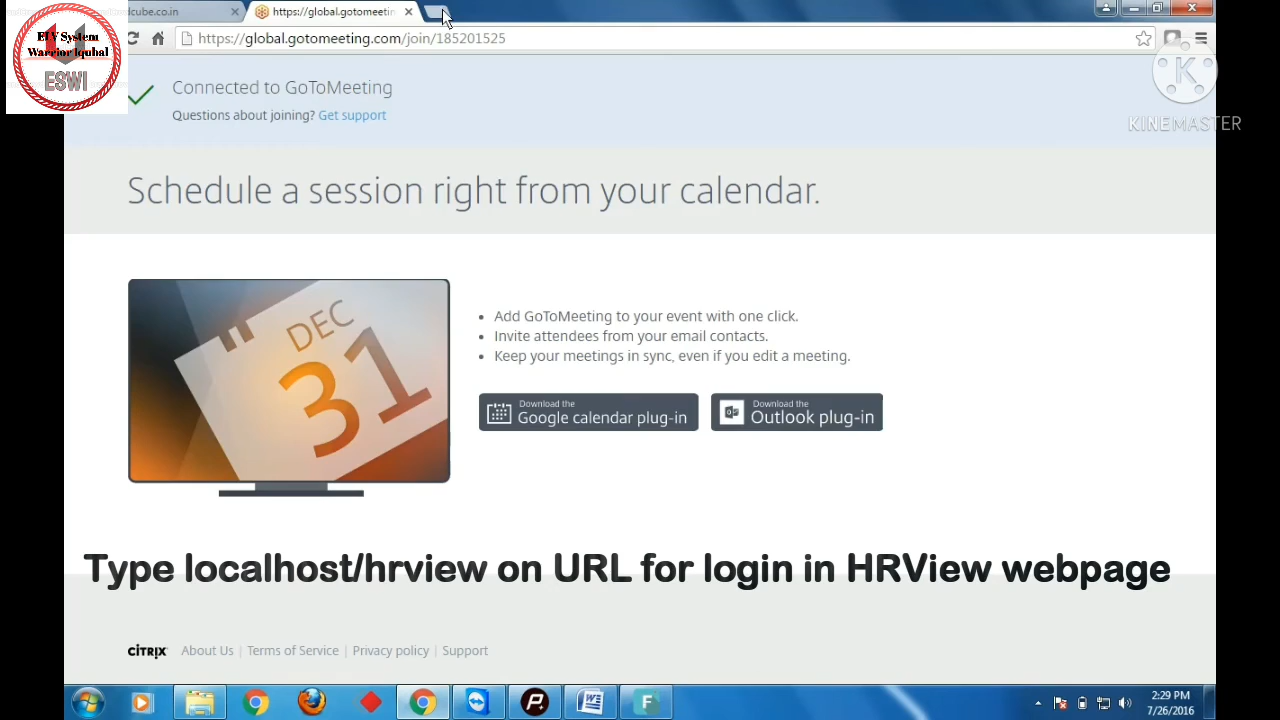 dcube.co.in
https://global.gotomeetin
ELV System
Warrior Iqubal
ESWI
https://global.gotomeeting.com/join/185201525
K
KINEMASTER
Connected to GoToMeeting
Questions about joining? Get support
Schedule a session right from your calendar.
DEC
31
Add GoToMeeting to your event with one click.
Invite attendees from your email contacts.
Keep your meetings in sync, even if you edit a meeting.
Download the
Google calendar plug-in
Download the
Outlook plug-in
Type localhost/hrview on URL for login in HRView webpage
CITRIX About Us | Terms of Service | Privacy policy | Support
2:29 PM
7/26/2016